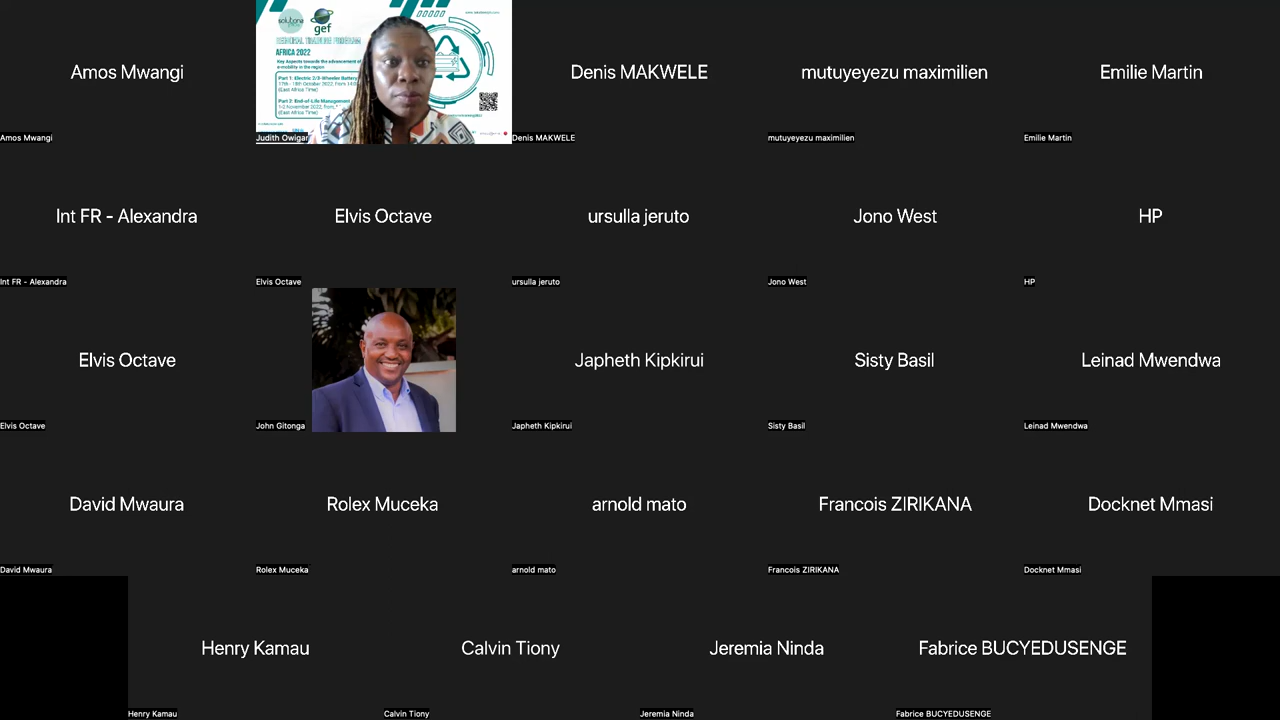 Amos Mwangi
Amos Mwangi
solutions
gef
REGIONAL TRAINING PROGRAM
AFRICA 2022
Key Aspects towards the advancement of
e-mobility in the region
Part 1: Electric 2/3-Wheeler Battery
(East Africa Time)
Part 2: End-of-Life Management
(East Africa Time)
Judith Owigar
Denis MAKWELE
Denis MAKWELE
mutuyeyezu maximilien
mutuyeyezu maximilien
Emilie Martin
Emilie Martin
Int FR - Alexandra
Int FR - Alexandra
Elvis Octave
Elvis Octave
ursulla jeruto
ursulla jeruto
Jono West
Jono West
HP
HP
Elvis Octave
Elvis Octave
John Gitonga
Japheth Kipkirui
Japheth Kipkirui
Sisty Basil
Sisty Basil
Leinad Mwendwa
Leinad Mwendwa
David Mwaura
David Mwaura
Rolex Muceka
Rolex Muceka
arnold mato
arnold mato
Francois ZIRIKANA
Francois ZIRIKANA
Docknet Mmasi
Docknet Mmasi
Henry Kamau
Henry Kamau
Calvin Tiony
Calvin Tiony
Jeremia Ninda
Jeremia Ninda
Fabrice BUCYEDUSENGE
Fabrice BUCYEDUSENGE